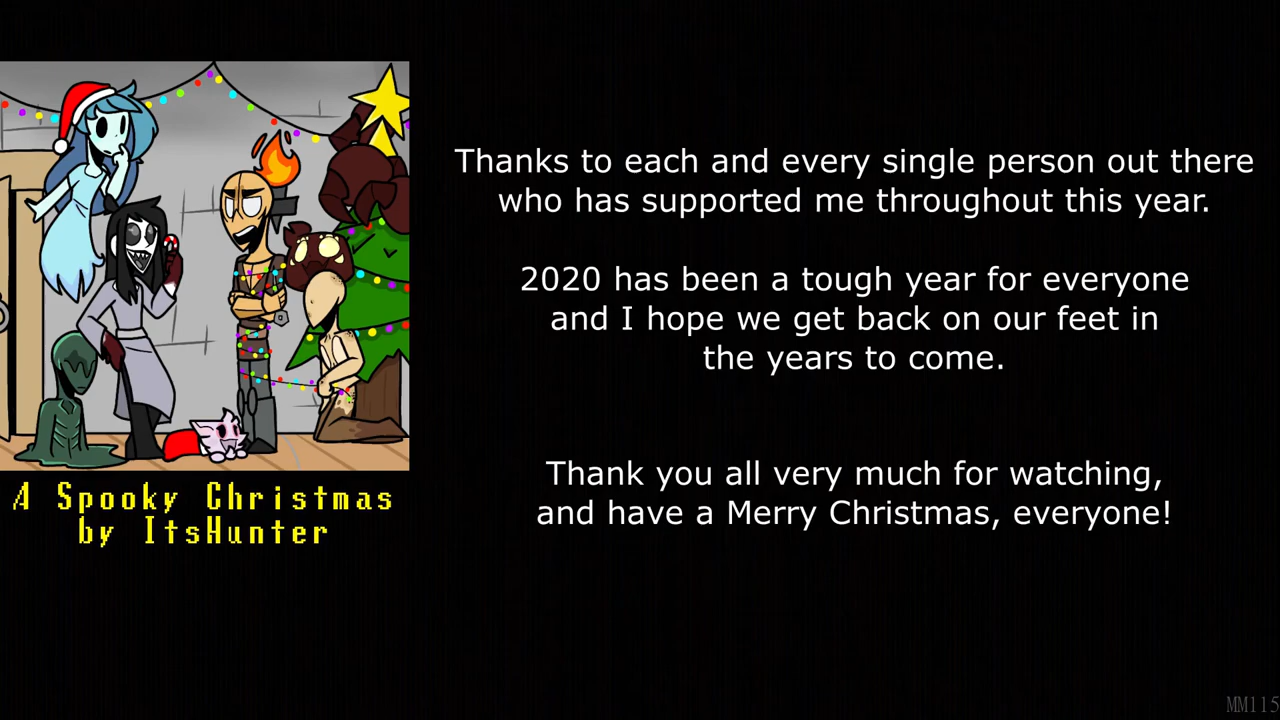 Thanks to each and every single person out there
who has supported me throughout this year.
2020 has been a tough year for everyone
and I hope we get back on our feet in
the years to come.
Thank you all very much for watching,
and have a Merry Christmas, everyone!
A Spooky Christmas
by ItsHunter
MM115